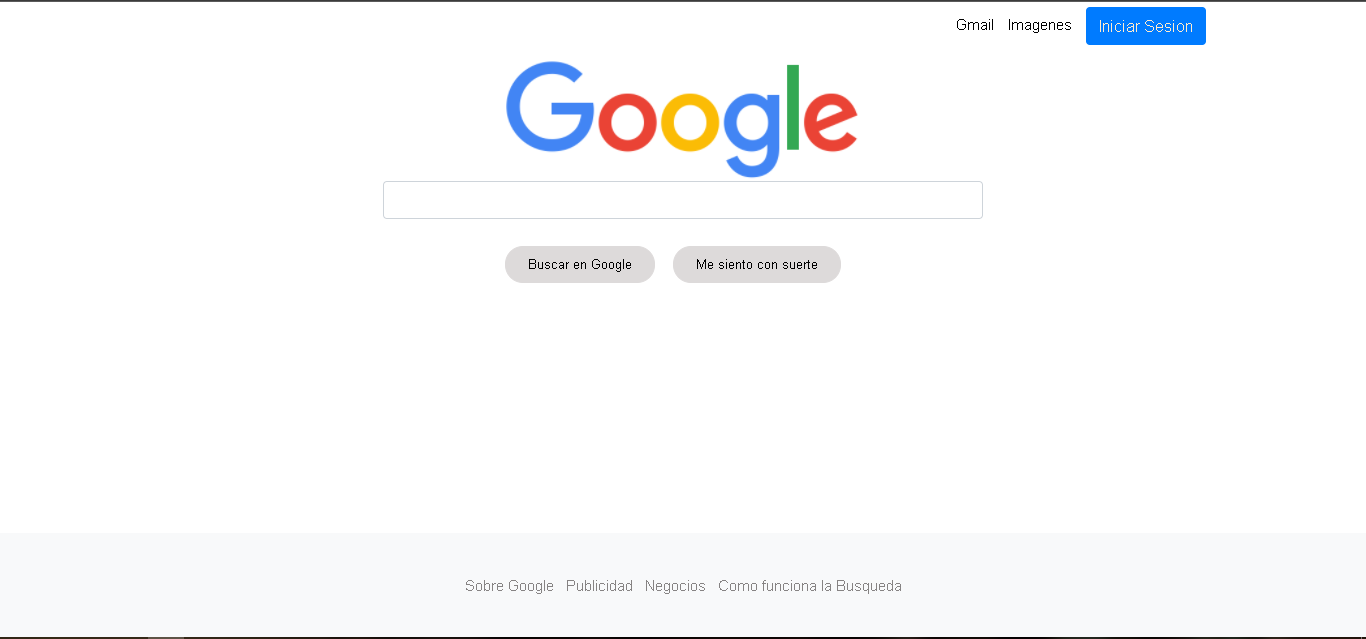 Gmail Imagenes Iniciar Sesion
Google
Buscar en Google Me siento con suerte
Sobre Google Publicidad Negocios Como funciona la Busqueda